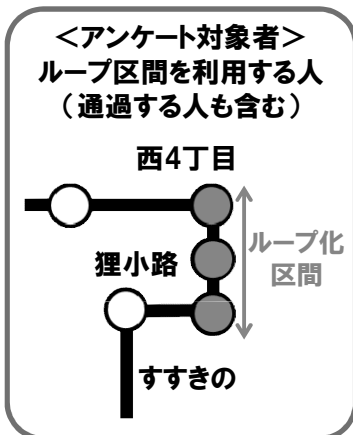 ＜アンケート対象者＞
ループ区間を利用する人
（通過する人も含む）
西4丁目
ループ化
区間
狸小路
すすきの